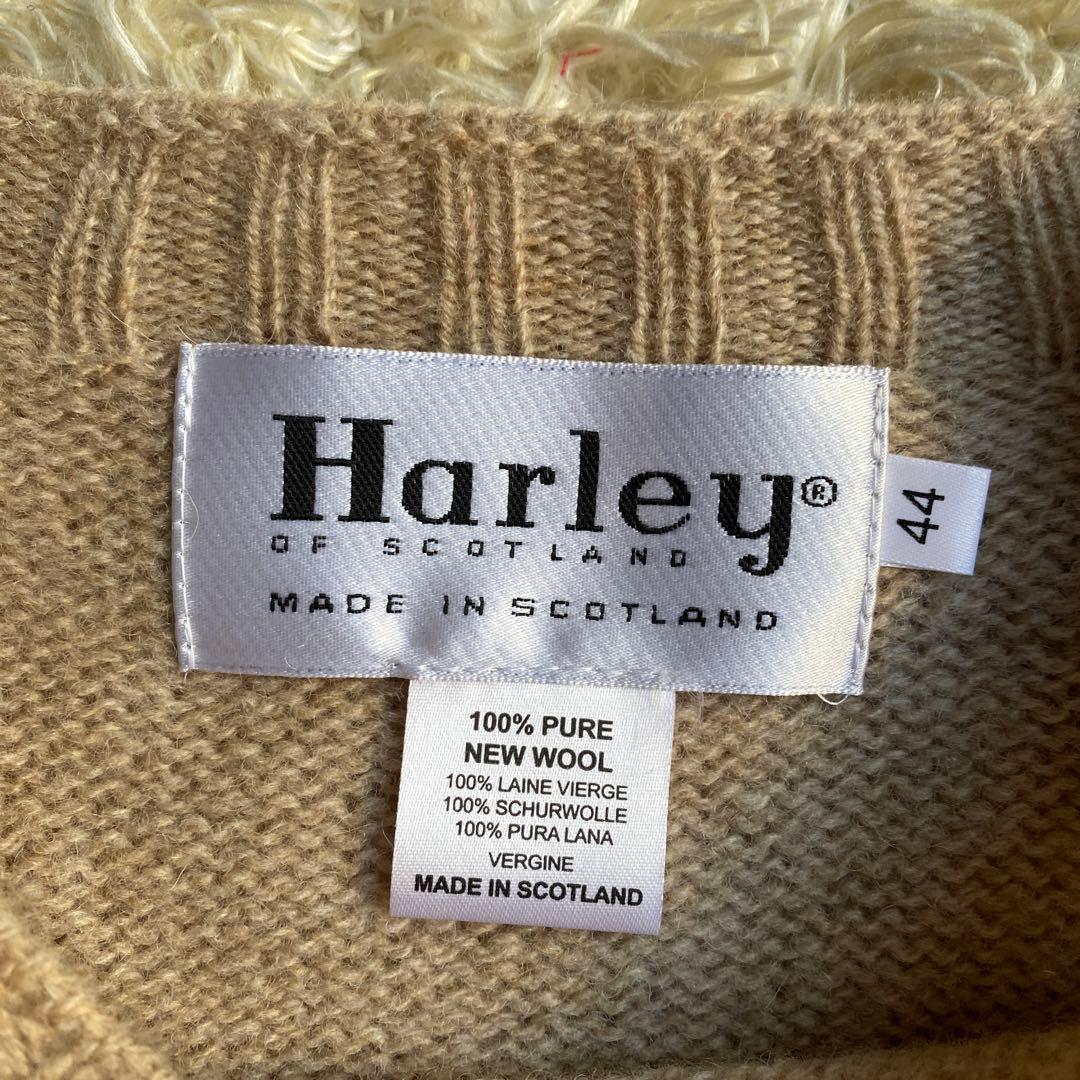 Harley®
OF SCOTLAND
MADE IN SCOTLAND
44
100% PURE
NEW WOOL
100% LAINE VIERGE
100% SCHURWOLLE
100% PURA LANA
VERGINE
MADE IN SCOTLAND